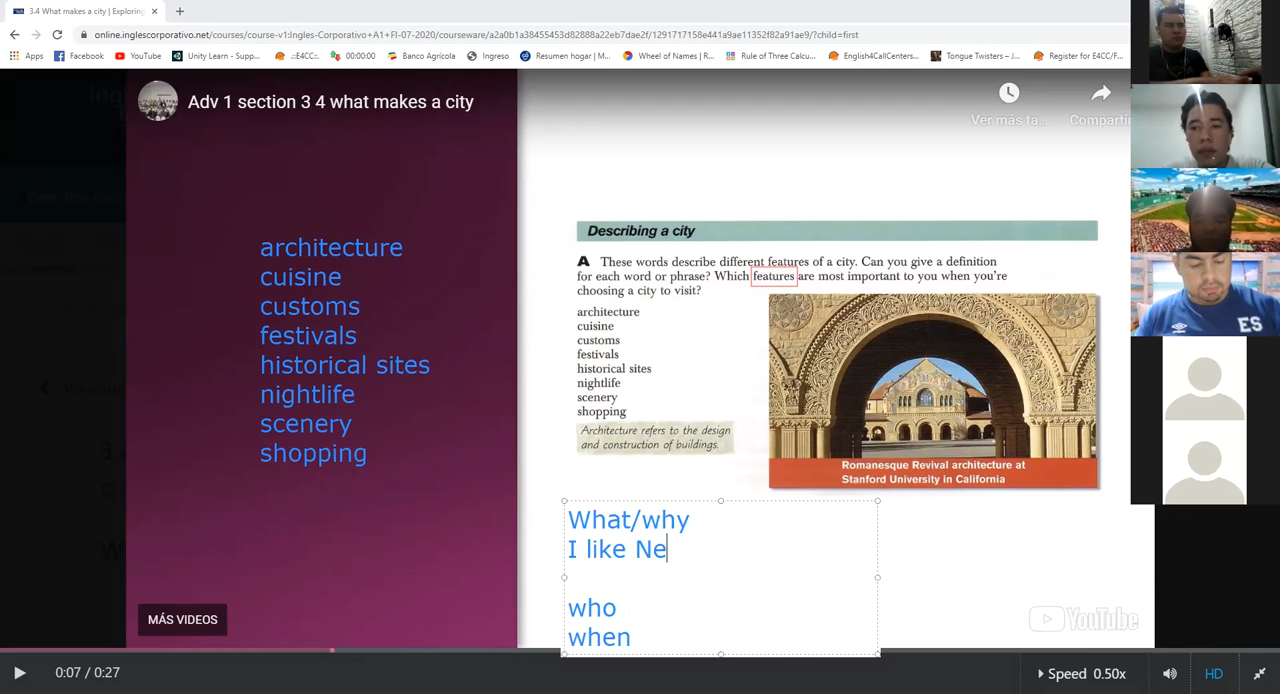 3.4 What makes a city | Exploring
online.inglescorporativo.net/courses/course-v1:Ingles-Corporativo+A1+FI-07-2020/courseware/a2a0b1a38455453d82888a22eb7dae2f/1291717158e441a9ae11352f82a91ae9/?child=first
Apps Facebook YouTube Unity Learn - Supp... .:E4CC:. 00:00:00 Banco Agrícola Ingreso Resumen hogar | M... Wheel of Names | R... Rule of Three Calcu... English4CallCenters... Tongue Twisters – J... Register for E4CC/F...
Adv 1 section 3 4 what makes a city
Ver más ta...
Compartir
architecture
cuisine
customs
festivals
historical sites
nightlife
scenery
shopping
Describing a city
A These words describe different features of a city. Can you give a definition
for each word or phrase? Which features are most important to you when you're
choosing a city to visit?
architecture
cuisine
customs
festivals
historical sites
nightlife
scenery
shopping
Architecture refers to the design
and construction of buildings.
Romanesque Revival architecture at
Stanford University in California
What/why
I like Ne
who
when
ES
MÁS VIDEOS
YouTube
0:07 / 0:27
Speed 0.50x
HD